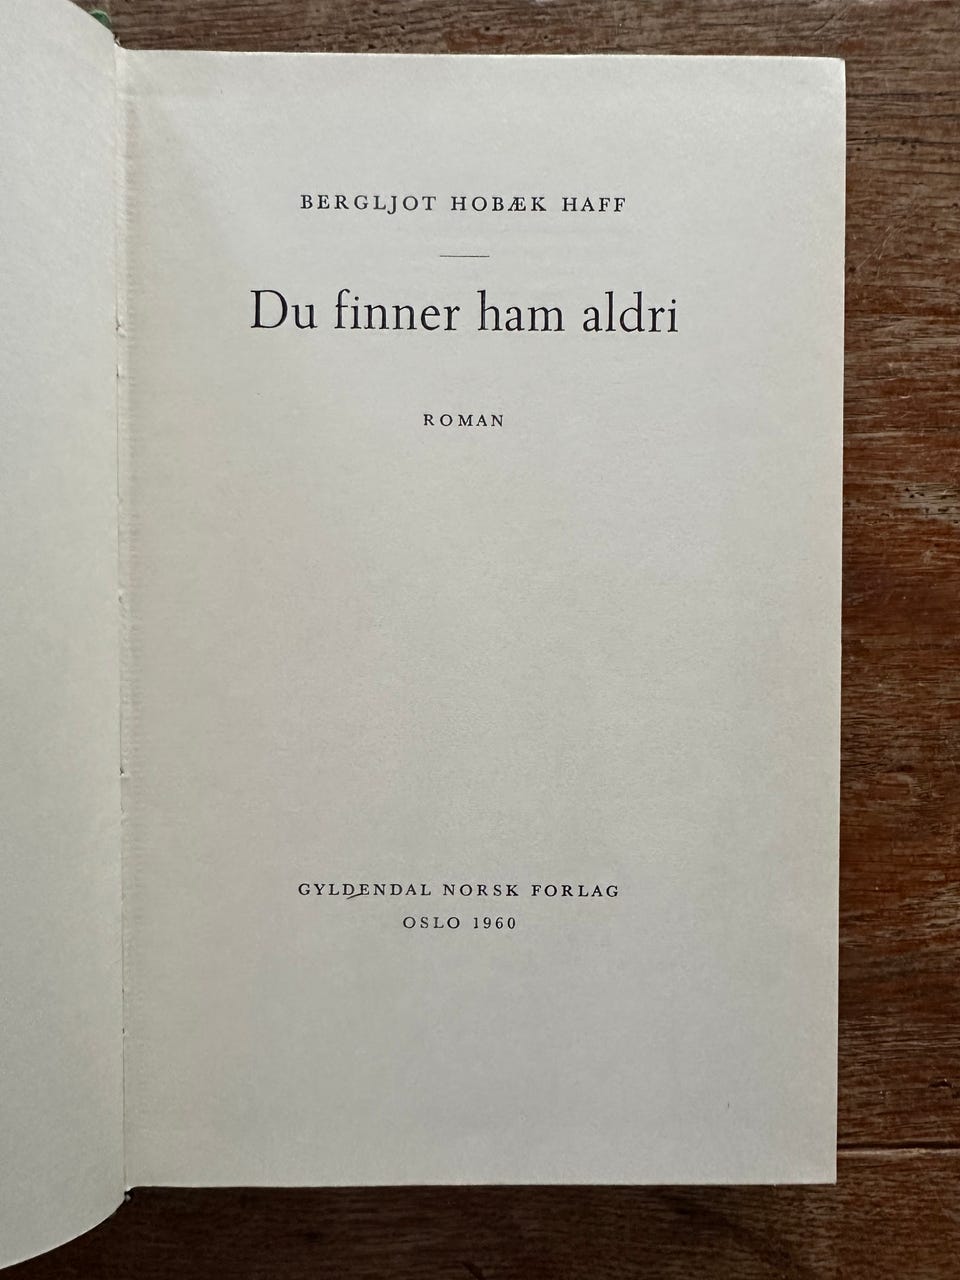 BERGLJOT HOBÆK HAFF
Du finner ham aldri
ROMAN
GYLDENDAL NORSK FORLAG
OSLO 1960